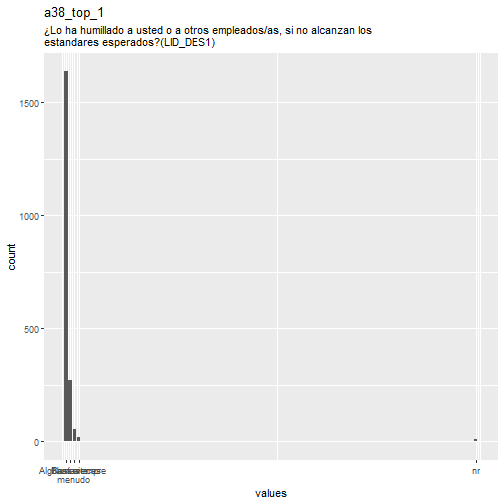 a38_top_1
¿Lo ha humillado a usted o a otros empleados/as, si no alcanzan los
estandares esperados?(LID_DES1)
1500
1000
500
0
count
nr
menudo
values